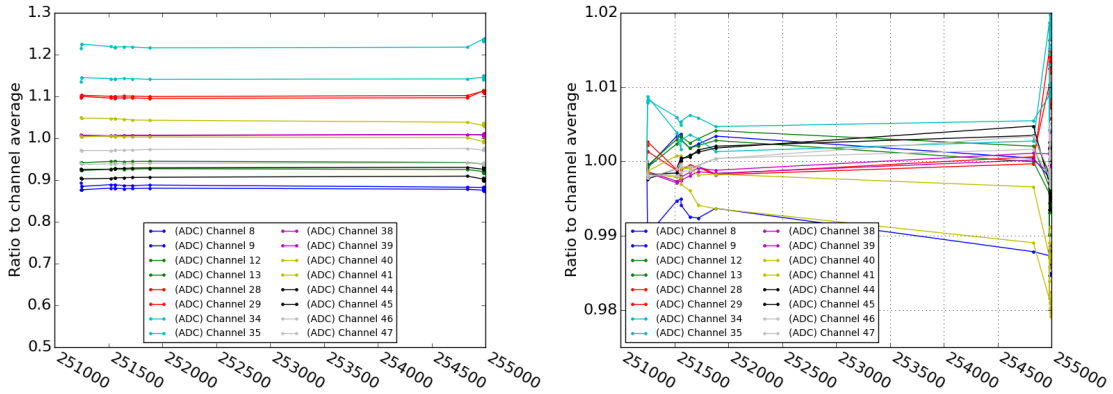 1.3
1.2
1.1
1.0
0.9
0.8
0.7
0.6
0.5
Ratio to channel average
(ADC) Channel 8
(ADC) Channel 9
(ADC) Channel 12
(ADC) Channel 13
(ADC) Channel 28
(ADC) Channel 29
(ADC) Channel 34
(ADC) Channel 35
(ADC) Channel 38
(ADC) Channel 39
(ADC) Channel 40
(ADC) Channel 41
(ADC) Channel 44
(ADC) Channel 45
(ADC) Channel 46
(ADC) Channel 47
251000
251500
252000
252500
253000
253500
254000
254500
255000
1.02
1.01
1.00
0.99
0.98
Ratio to channel average
(ADC) Channel 8
(ADC) Channel 9
(ADC) Channel 12
(ADC) Channel 13
(ADC) Channel 28
(ADC) Channel 29
(ADC) Channel 34
(ADC) Channel 35
(ADC) Channel 38
(ADC) Channel 39
(ADC) Channel 40
(ADC) Channel 41
(ADC) Channel 44
(ADC) Channel 45
(ADC) Channel 46
(ADC) Channel 47
251000
251500
252000
252500
253000
253500
254000
254500
255000